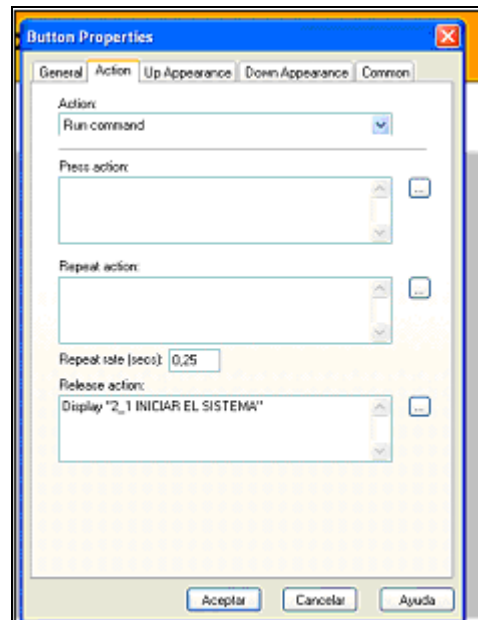 Button Properties
General Action Up Appearance Down Appearance Common
Action:
Run command
Press action:
...
Repeat action:
...
Repeat rate (secs): 0,25
Release action:
Display "2_1 INICIAR EL SISTEMA"
...
Aceptar Cancelar Ayuda